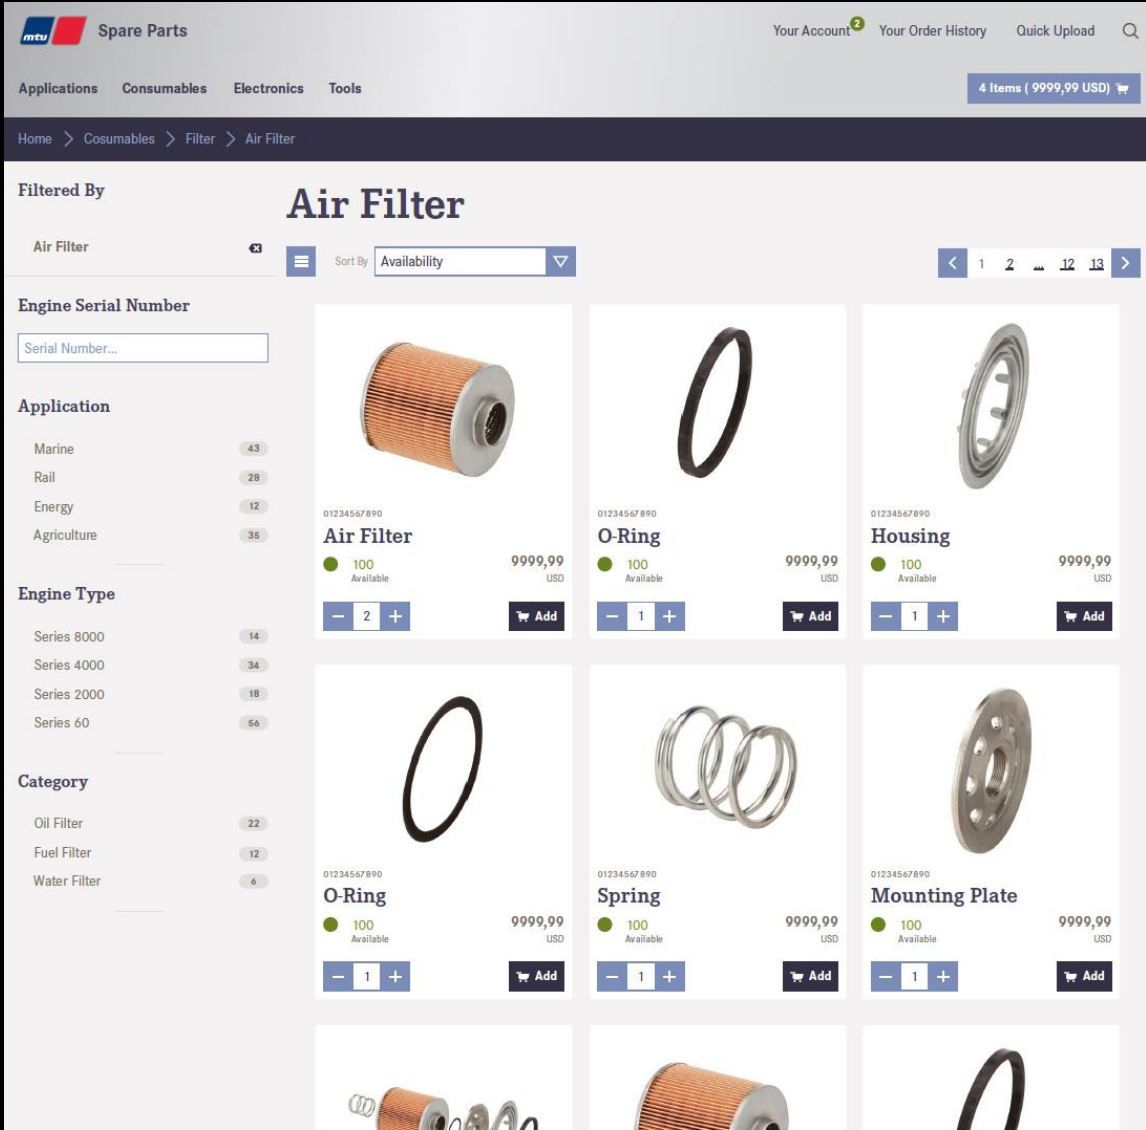 mtu
Spare Parts
Your Account 2
Your Order History
Quick Upload
Applications
Consumables
Electronics
Tools
4 Items ( 9999,99 USD)
Home
Cosumables
Filter
Air Filter
Filtered By
Air Filter
Engine Serial Number
Serial Number...
Application
Marine 43
Rail 28
Energy 12
Agriculture 35
Engine Type
Series 8000 14
Series 4000 34
Series 2000 18
Series 60 56
Category
Oil Filter 22
Fuel Filter 12
Water Filter 6
Air Filter
Sort By Availability
1 2 ... 12 13
01234567890
Air Filter
100
Available
9999,99
USD
2
Add
01234567890
O-Ring
100
Available
9999,99
USD
1
Add
01234567890
Housing
100
Available
9999,99
USD
1
Add
01234567890
O-Ring
100
Available
9999,99
USD
1
Add
01234567890
Spring
100
Available
9999,99
USD
1
Add
01234567890
Mounting Plate
100
Available
9999,99
USD
1
Add